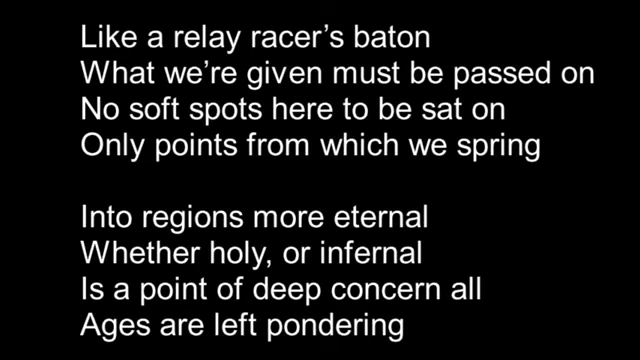 Like a relay racer’s baton
What we’re given must be passed on
No soft spots here to be sat on
Only points from which we spring

Into regions more eternal
Whether holy, or infernal
Is a point of deep concern all
Ages are left pondering